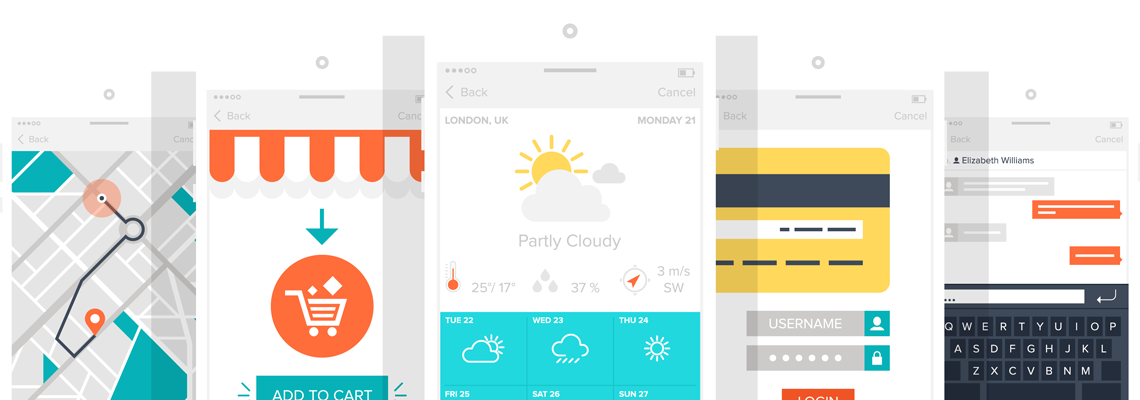 Back
Cancel
Back
ADD TO CART
Back
Cancel
LONDON, UK
MONDAY 21
Partly Cloudy
25°/ 17°
37 %
3 m/s
SW
TUE 22
WED 23
THU 24
FRI 25
SAT 26
SUN 27
Back
Cancel
USERNAME
LOGIN
Back
Cancel
Elizabeth Williams
Q W E R T Y U I O P
A S D F G H J K L
Z X C V B N M